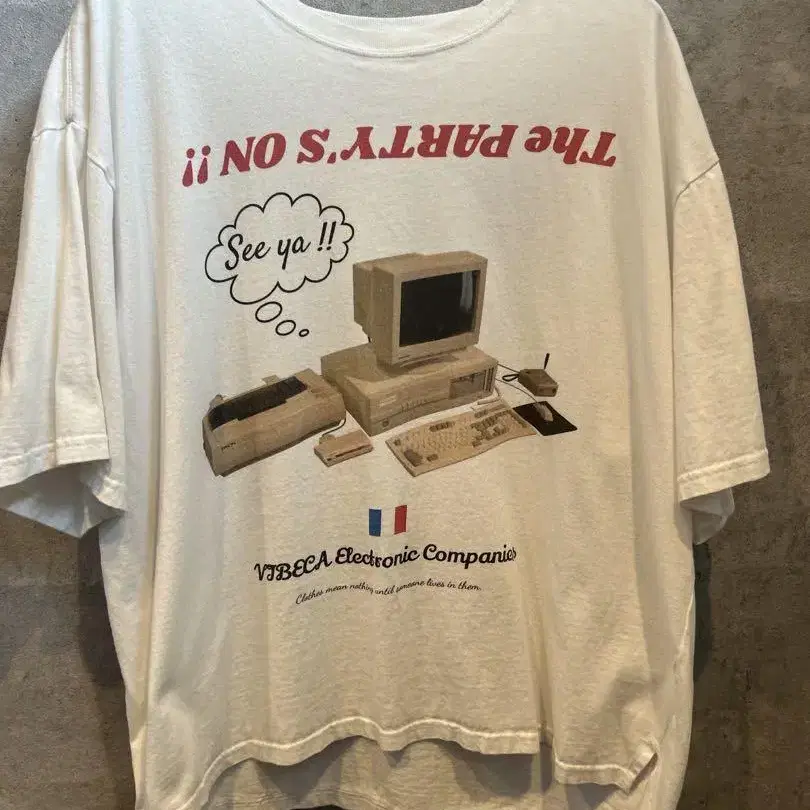 The PARTY'S ON !!
See ya !!
VIBECA Electronic Companies
Clothes mean nothing until someone lives in them.